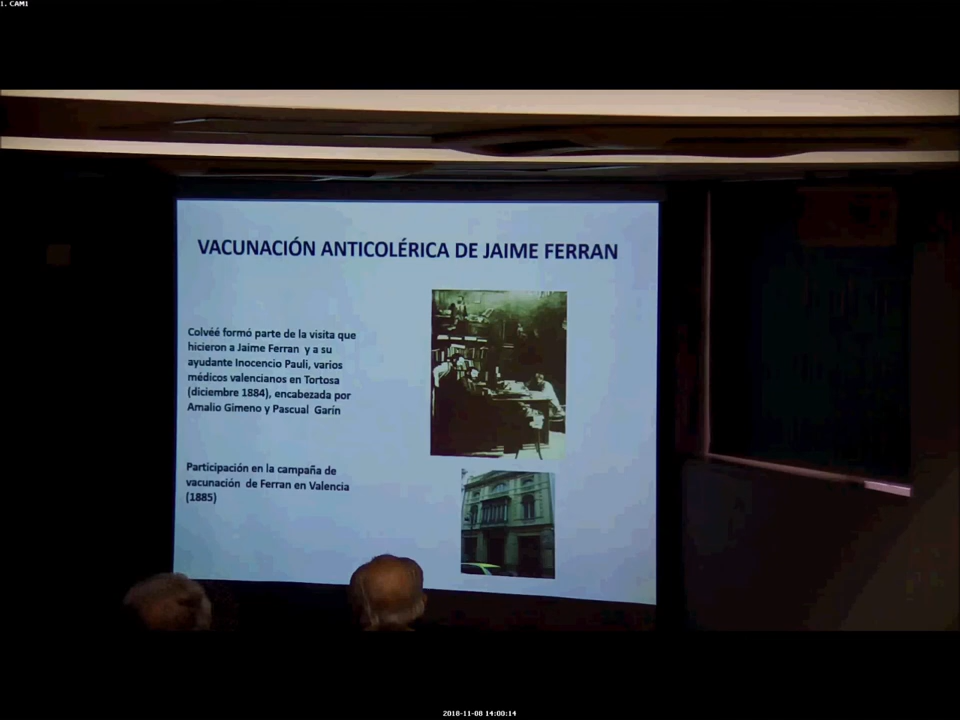 1. CAM1
VACUNACIÓN ANTICOLÉRICA DE JAIME FERRAN
Colvéé formó parte de la visita que
hicieron a Jaime Ferran y a su
ayudante Inocencio Pauli, varios
médicos valencianos en Tortosa
(diciembre 1884), encabezada por
Amalio Gimeno y Pascual Garín
Participación en la campaña de
vacunación de Ferran en Valencia
(1885)
2018-11-08 14:00:14